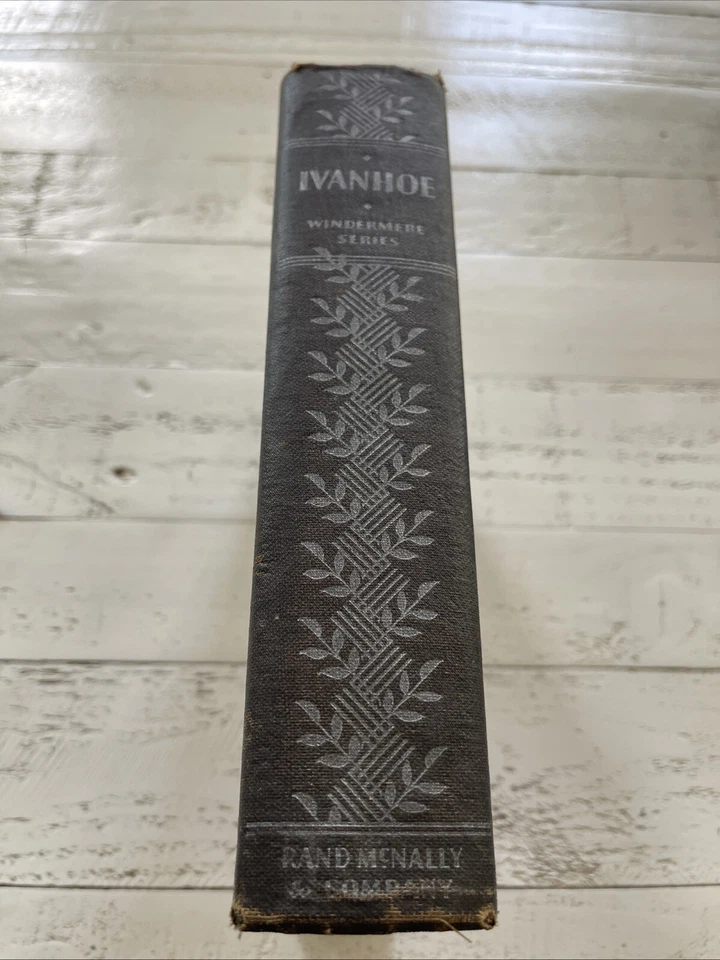 IVANHOE
WINDERMERE
SERIES
RAND MCNALLY
& COMPANY